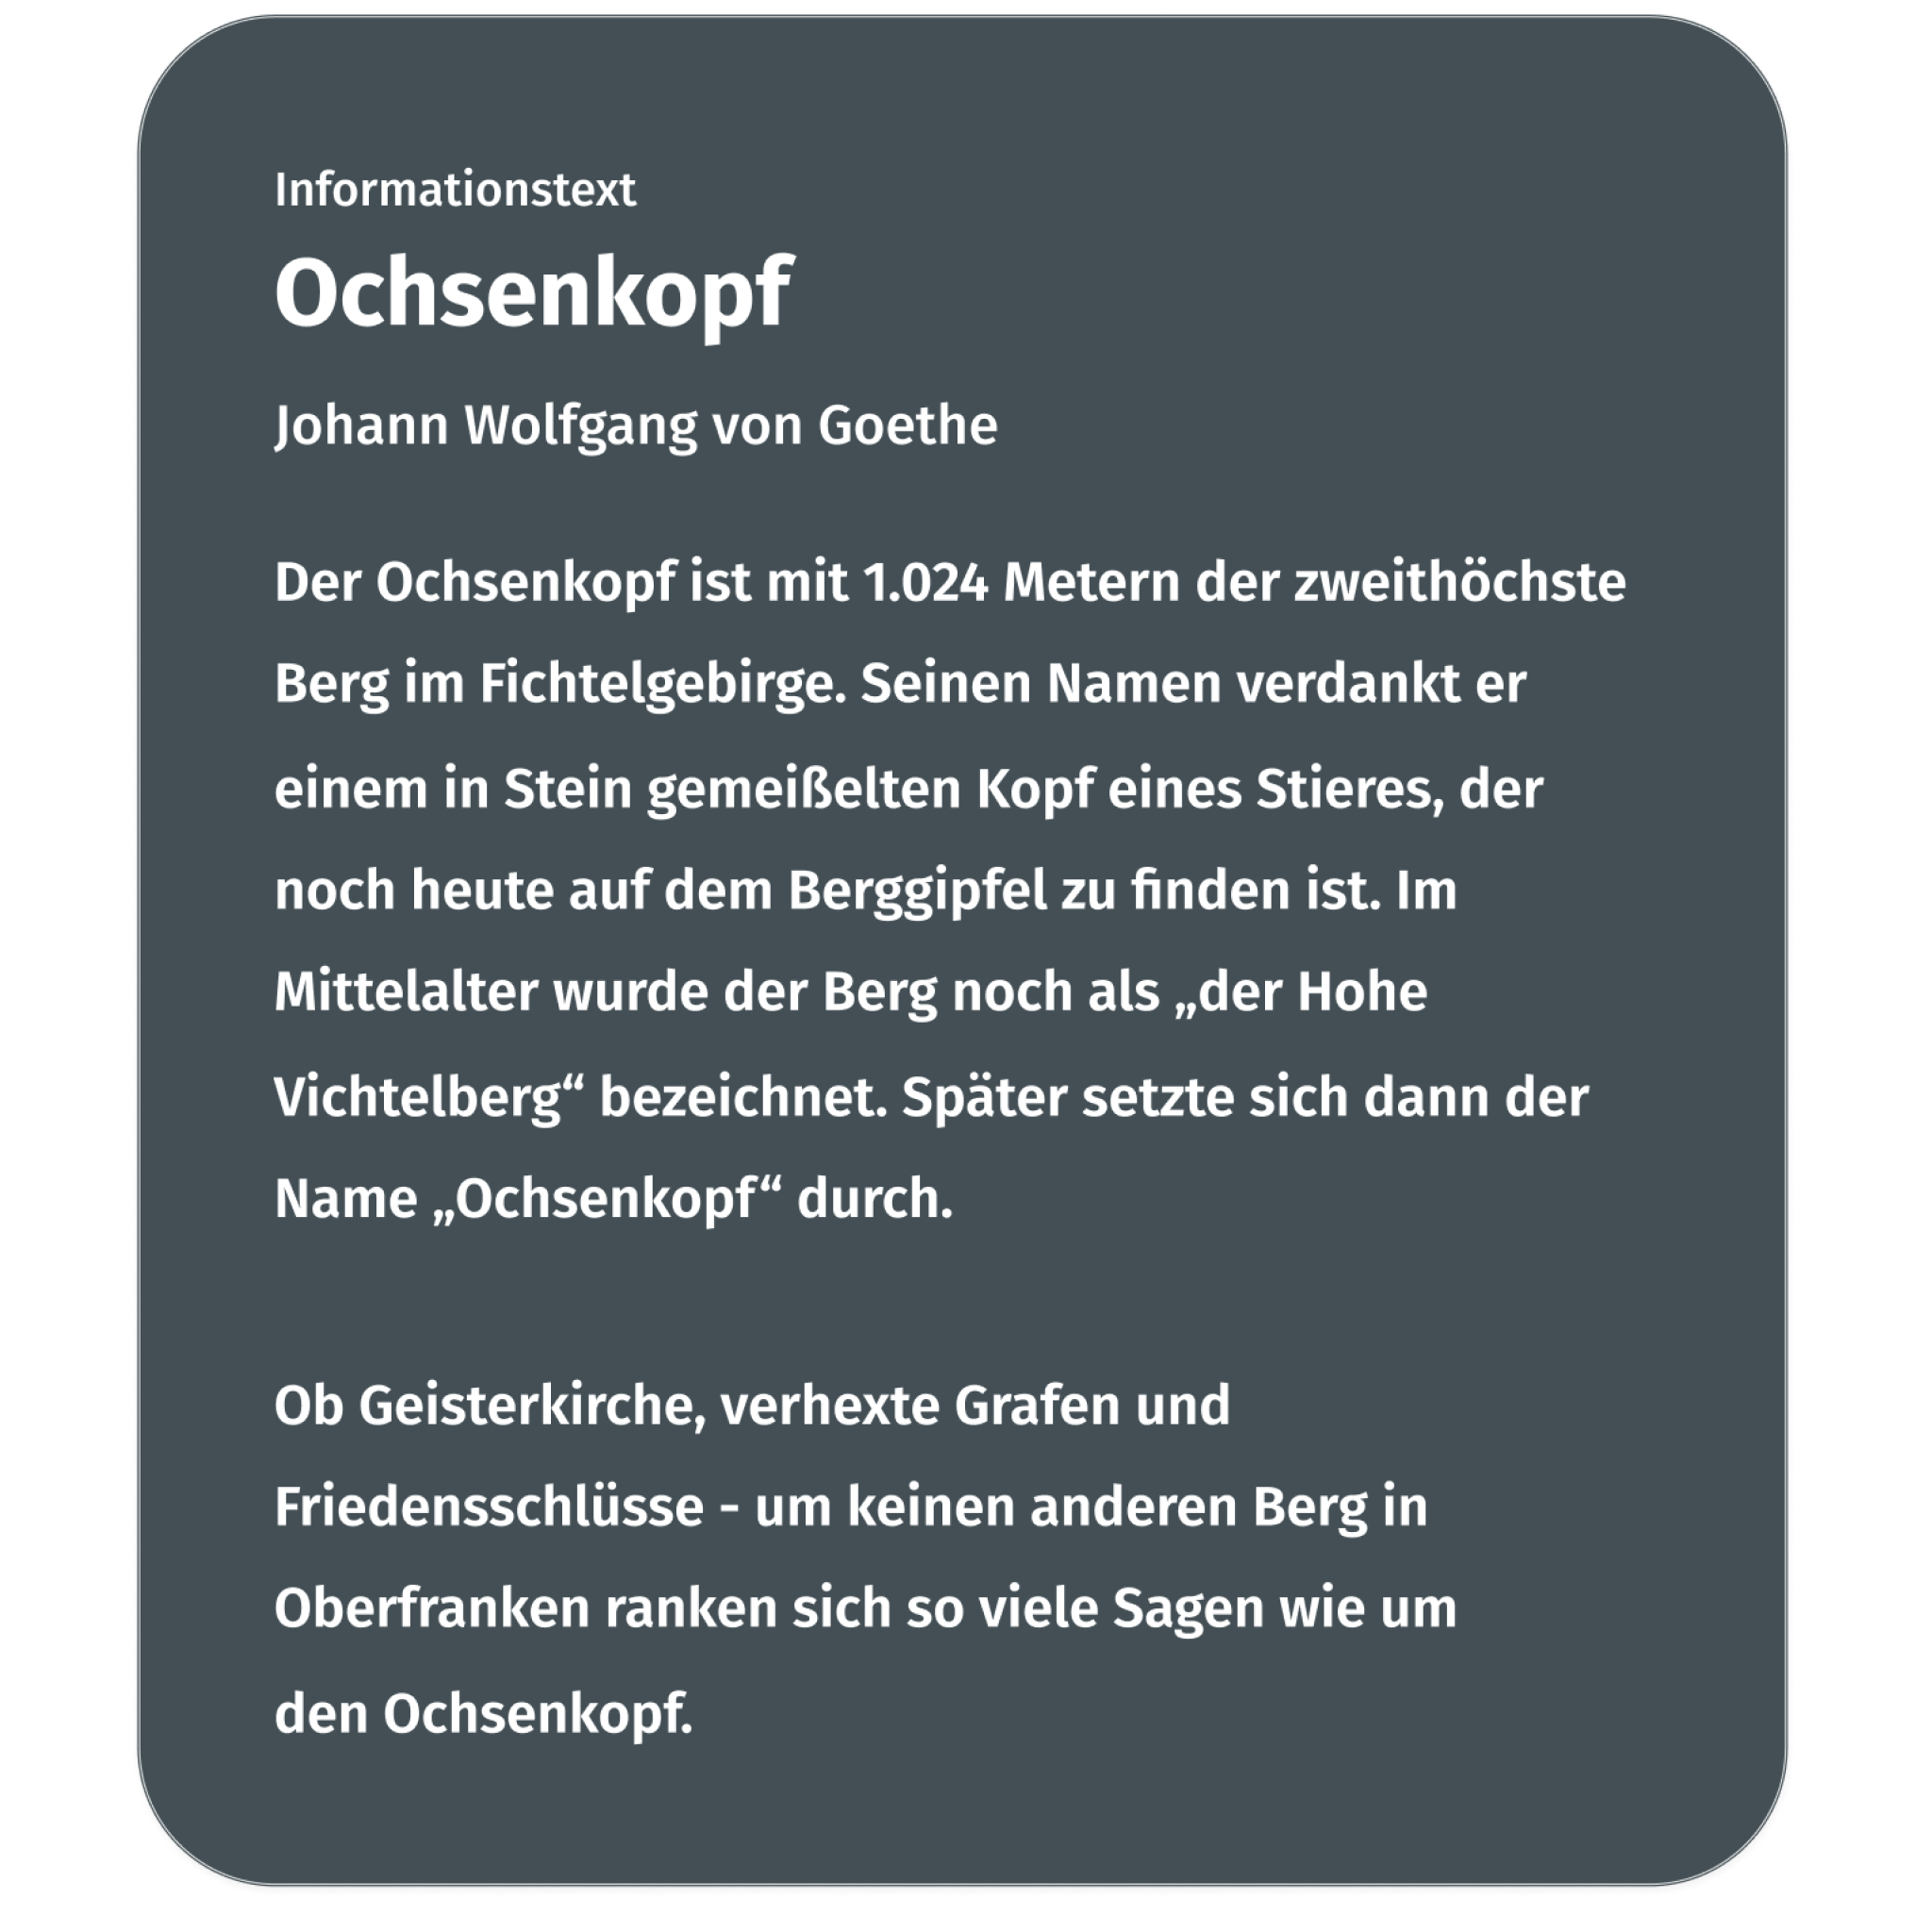 Informationstext
Ochsenkopf
Johann Wolfgang von Goethe
Der Ochsenkopf ist mit 1.024 Metern der zweithöchste
Berg im Fichtelgebirge. Seinen Namen verdankt er
einem in Stein gemeißelten Kopf eines Stieres, der
noch heute auf dem Berggipfel zu finden ist. Im
Mittelalter wurde der Berg noch als „der Hohe
Vichtelberg“ bezeichnet. Später setzte sich dann der
Name „Ochsenkopf“ durch.
Ob Geisterkirche, verhexte Grafen und
Friedensschlüsse - um keinen anderen Berg in
Oberfranken ranken sich so viele Sagen wie um
den Ochsenkopf.